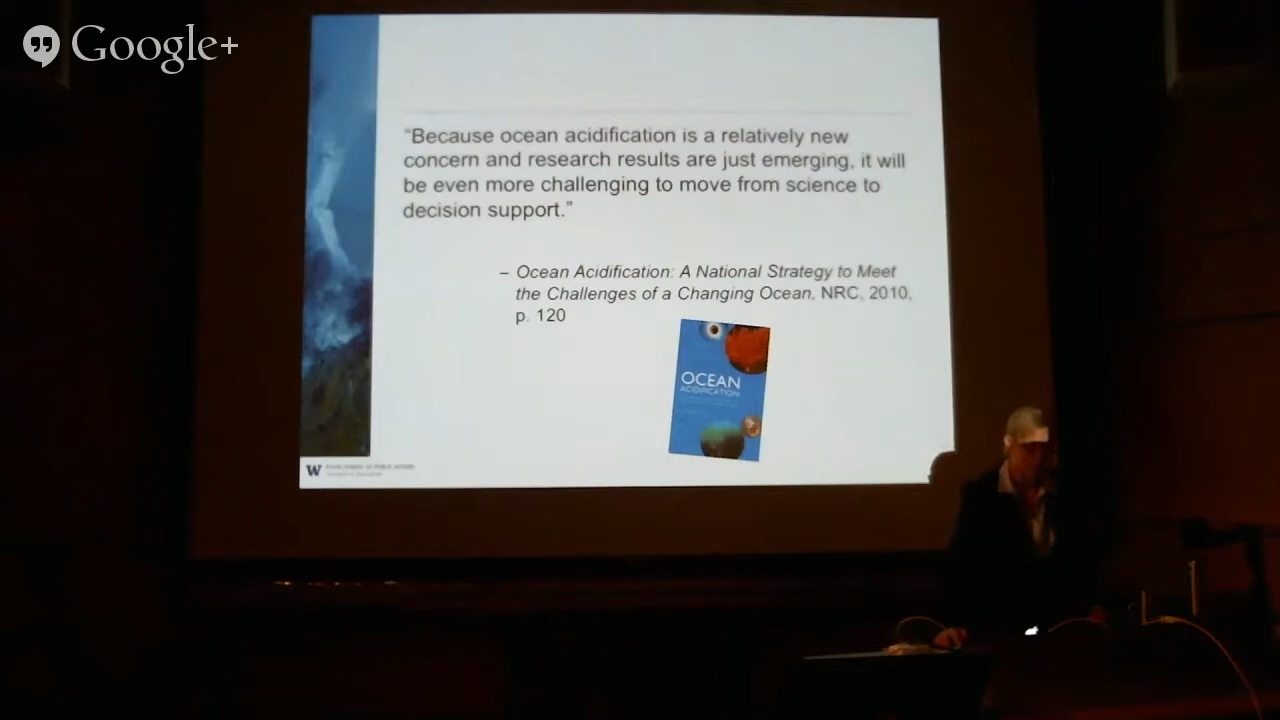 Google+
“Because ocean acidification is a relatively new
concern and research results are just emerging, it will
be even more challenging to move from science to
decision support.”
– Ocean Acidification: A National Strategy to Meet
the Challenges of a Changing Ocean, NRC, 2010,
p. 120
OCEAN
ACIDIFICATION
W